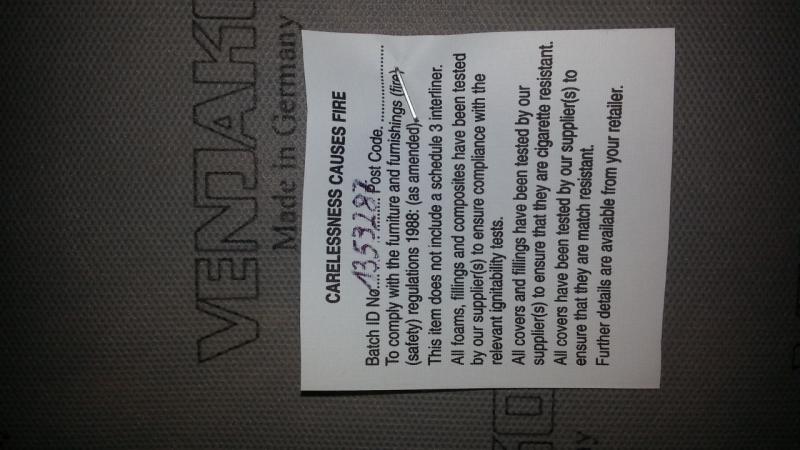 VENJAKO
Made in Germany
CARELESSNESS CAUSES FIRE
Batch ID No. 1353287 Post Code. ....................
To comply with the furniture and furnishings (fire)
(safety) regulations 1988: (as amended),
This item does not include a schedule 3 interliner.
All foams, fillings and composites have been tested
by our supplier(s) to ensure compliance with the
relevant ignitability tests.
All covers and fillings have been tested by our
supplier(s) to ensure that they are cigarette resistant.
All covers have been tested by our supplier(s) to
ensure that they are match resistant.
Further details are available from your retailer.